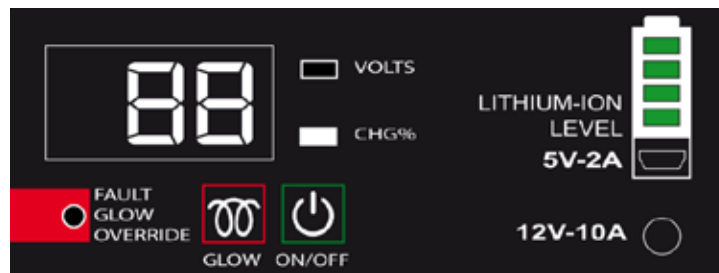 88
VOLTS
CHG%
LITHIUM-ION
LEVEL
5V-2A
FAULT
GLOW
OVERRIDE
GLOW
ON/OFF
12V-10A